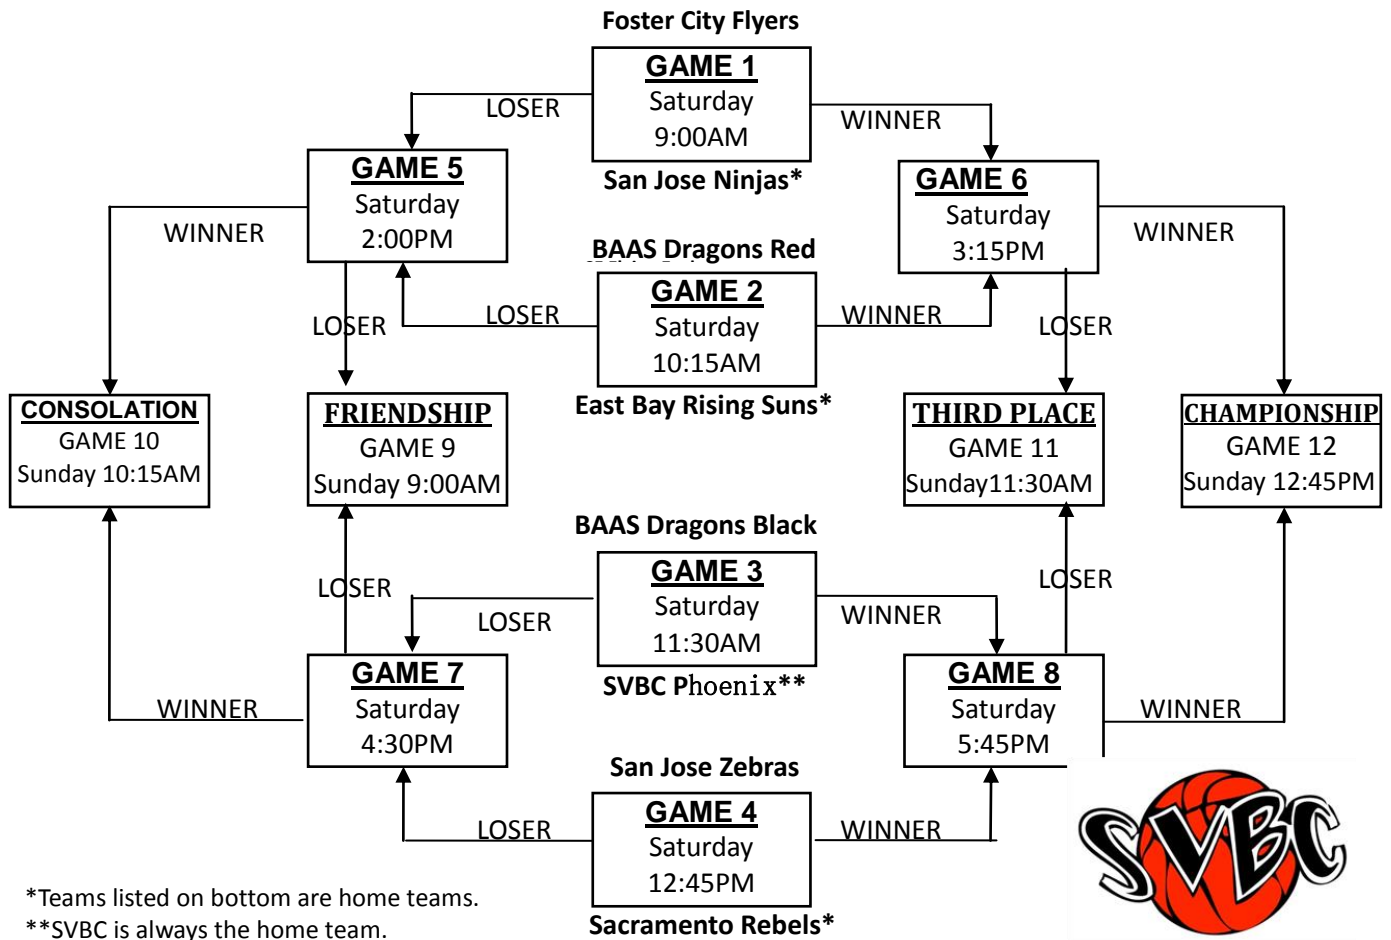 Foster City Flyers
GAME 1
Saturday
9:00AM
San Jose Ninjas*
LOSER
WINNER
GAME 5
Saturday
2:00PM
GAME 6
Saturday
3:15PM
WINNER
WINNER
BAAS Dragons Red
GAME 2
Saturday
10:15AM
East Bay Rising Suns*
LOSER
LOSER
WINNER
LOSER
CONSOLATION
GAME 10
Sunday 10:15AM
FRIENDSHIP
GAME 9
Sunday 9:00AM
THIRD PLACE
GAME 11
Sunday11:30AM
CHAMPIONSHIP
GAME 12
Sunday 12:45PM
BAAS Dragons Black
GAME 3
Saturday
11:30AM
SVBC Phoenix**
LOSER
LOSER
WINNER
LOSER
GAME 7
Saturday
4:30PM
GAME 8
Saturday
5:45PM
WINNER
WINNER
San Jose Zebras
GAME 4
Saturday
12:45PM
Sacramento Rebels*
LOSER
WINNER
SVBC
*Teams listed on bottom are home teams.
**SVBC is always the home team.